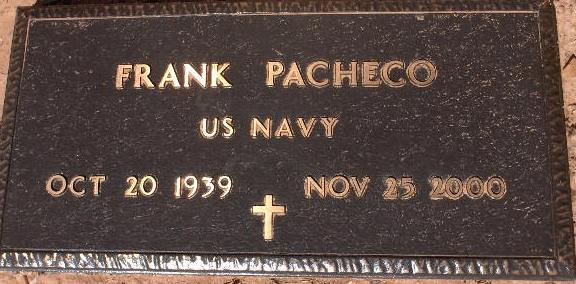 FRANK PACHECO
US NAVY
OCT 20 1939 NOV 25 2000